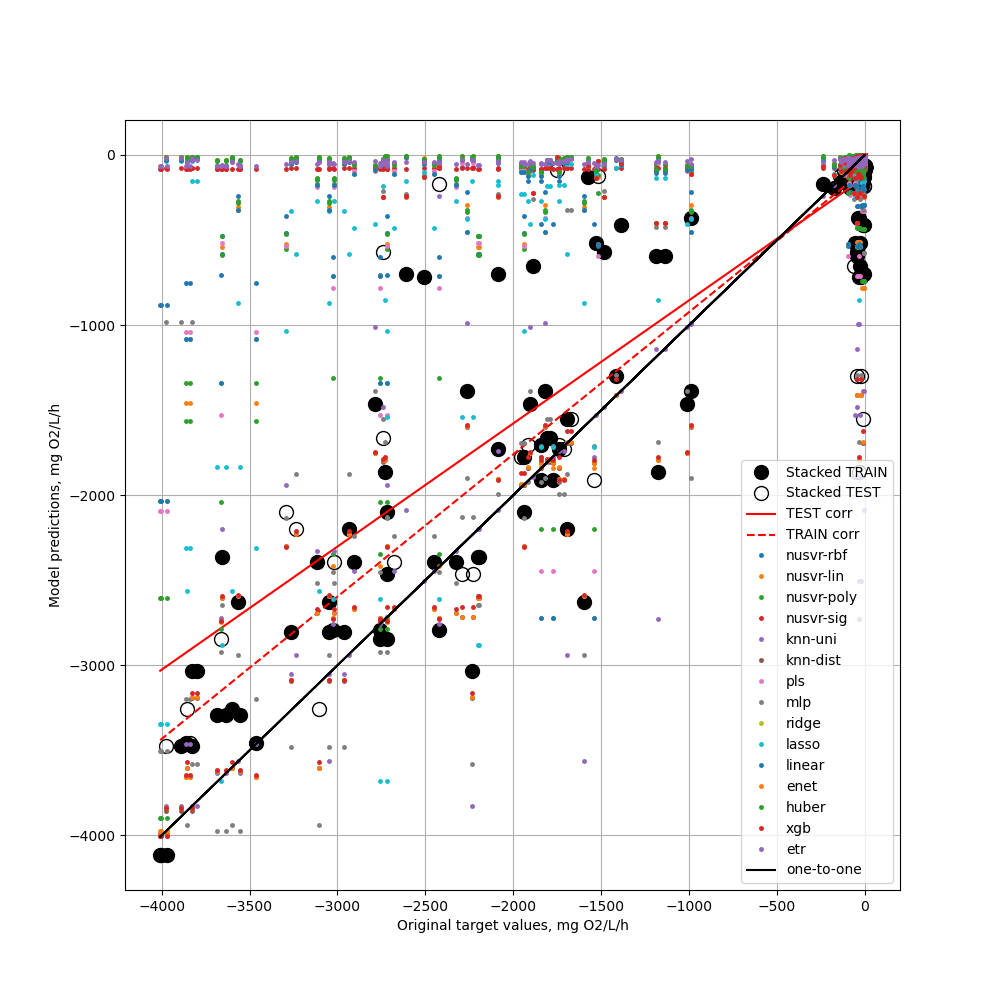 0
−1000
−2000
−3000
−4000
Model predictions, mg O2/L/h
−4000 −3500 −3000 −2500 −2000 −1500 −1000 −500 0
Original target values, mg O2/L/h
Stacked TRAIN
Stacked TEST
TEST corr
TRAIN corr
nusvr-rbf
nusvr-lin
nusvr-poly
nusvr-sig
knn-uni
knn-dist
pls
mlp
ridge
lasso
linear
enet
huber
xgb
etr
one-to-one